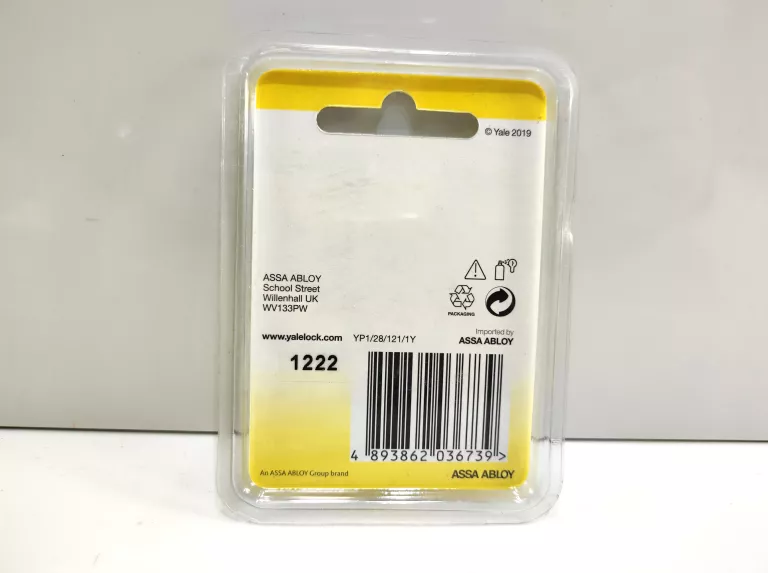 © Yale 2019
ASSA ABLOY
School Street
Willenhall UK
WV133PW
PACKAGING
Imported by
ASSA ABLOY
www.yalelock.com YP1/28/121/1Y
1222
4 893862 036739 >
An ASSA ABLOY Group brand
ASSA ABLOY